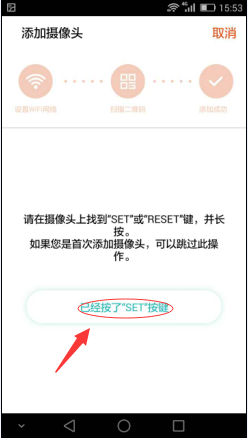 15:53
添加摄像头 取消
设置WiFi网络 扫描二维码 添加成功
请在摄像头上找到“SET”或“RESET”键，并长
按。
如果您是首次添加摄像头，可以跳过此操
作。
已经按了“SET”按键